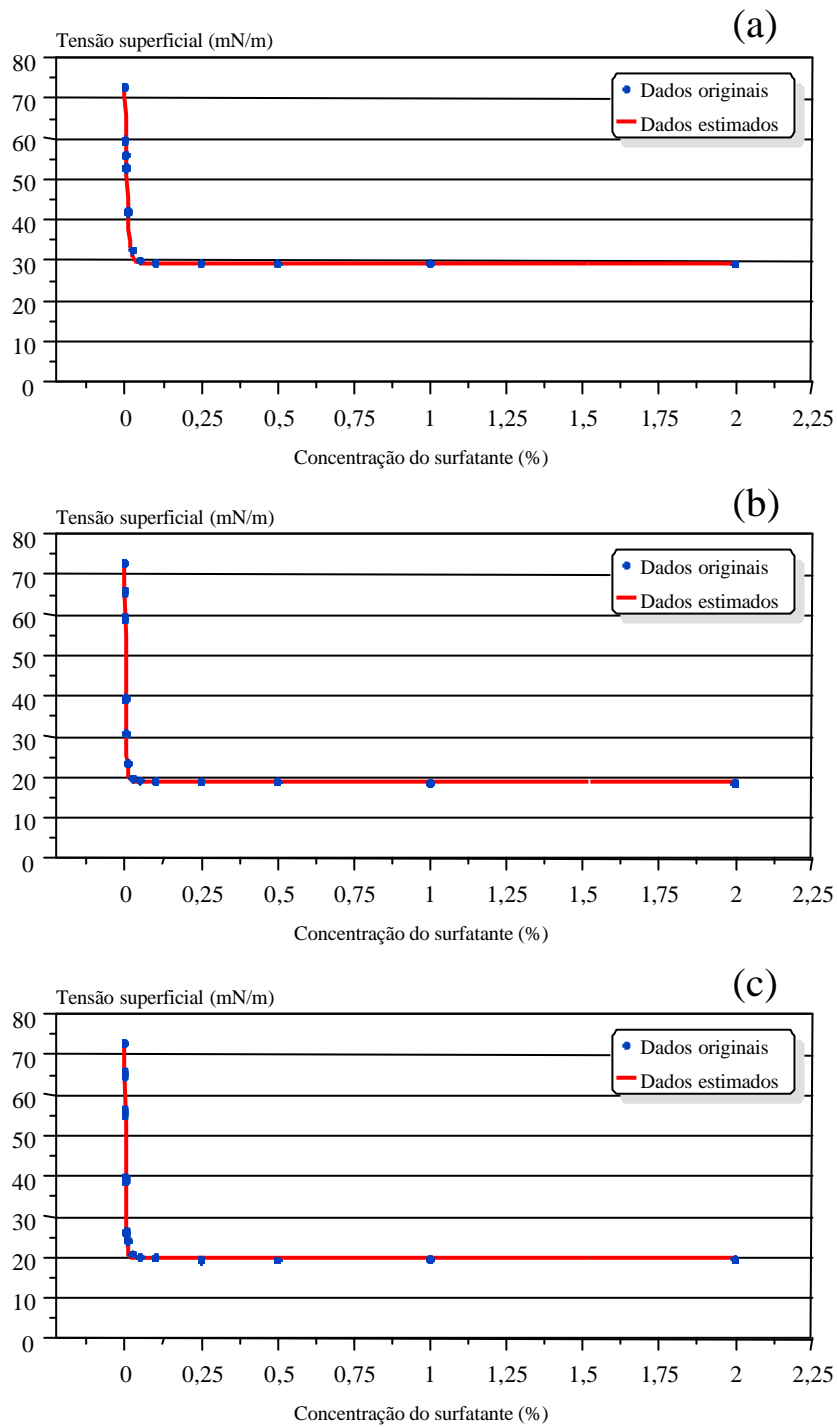 (a)
Tensão superficial (mN/m)
80
70
60
50
40
30
20
10
0
Dados originais
Dados estimados
0 0,25 0,5 0,75 1 1,25 1,5 1,75 2 2,25
Concentração do surfatante (%)
(b)
Tensão superficial (mN/m)
80
70
60
50
40
30
20
10
0
Dados originais
Dados estimados
0 0,25 0,5 0,75 1 1,25 1,5 1,75 2 2,25
Concentração do surfatante (%)
(c)
Tensão superficial (mN/m)
80
70
60
50
40
30
20
10
0
Dados originais
Dados estimados
0 0,25 0,5 0,75 1 1,25 1,5 1,75 2 2,25
Concentração do surfatante (%)